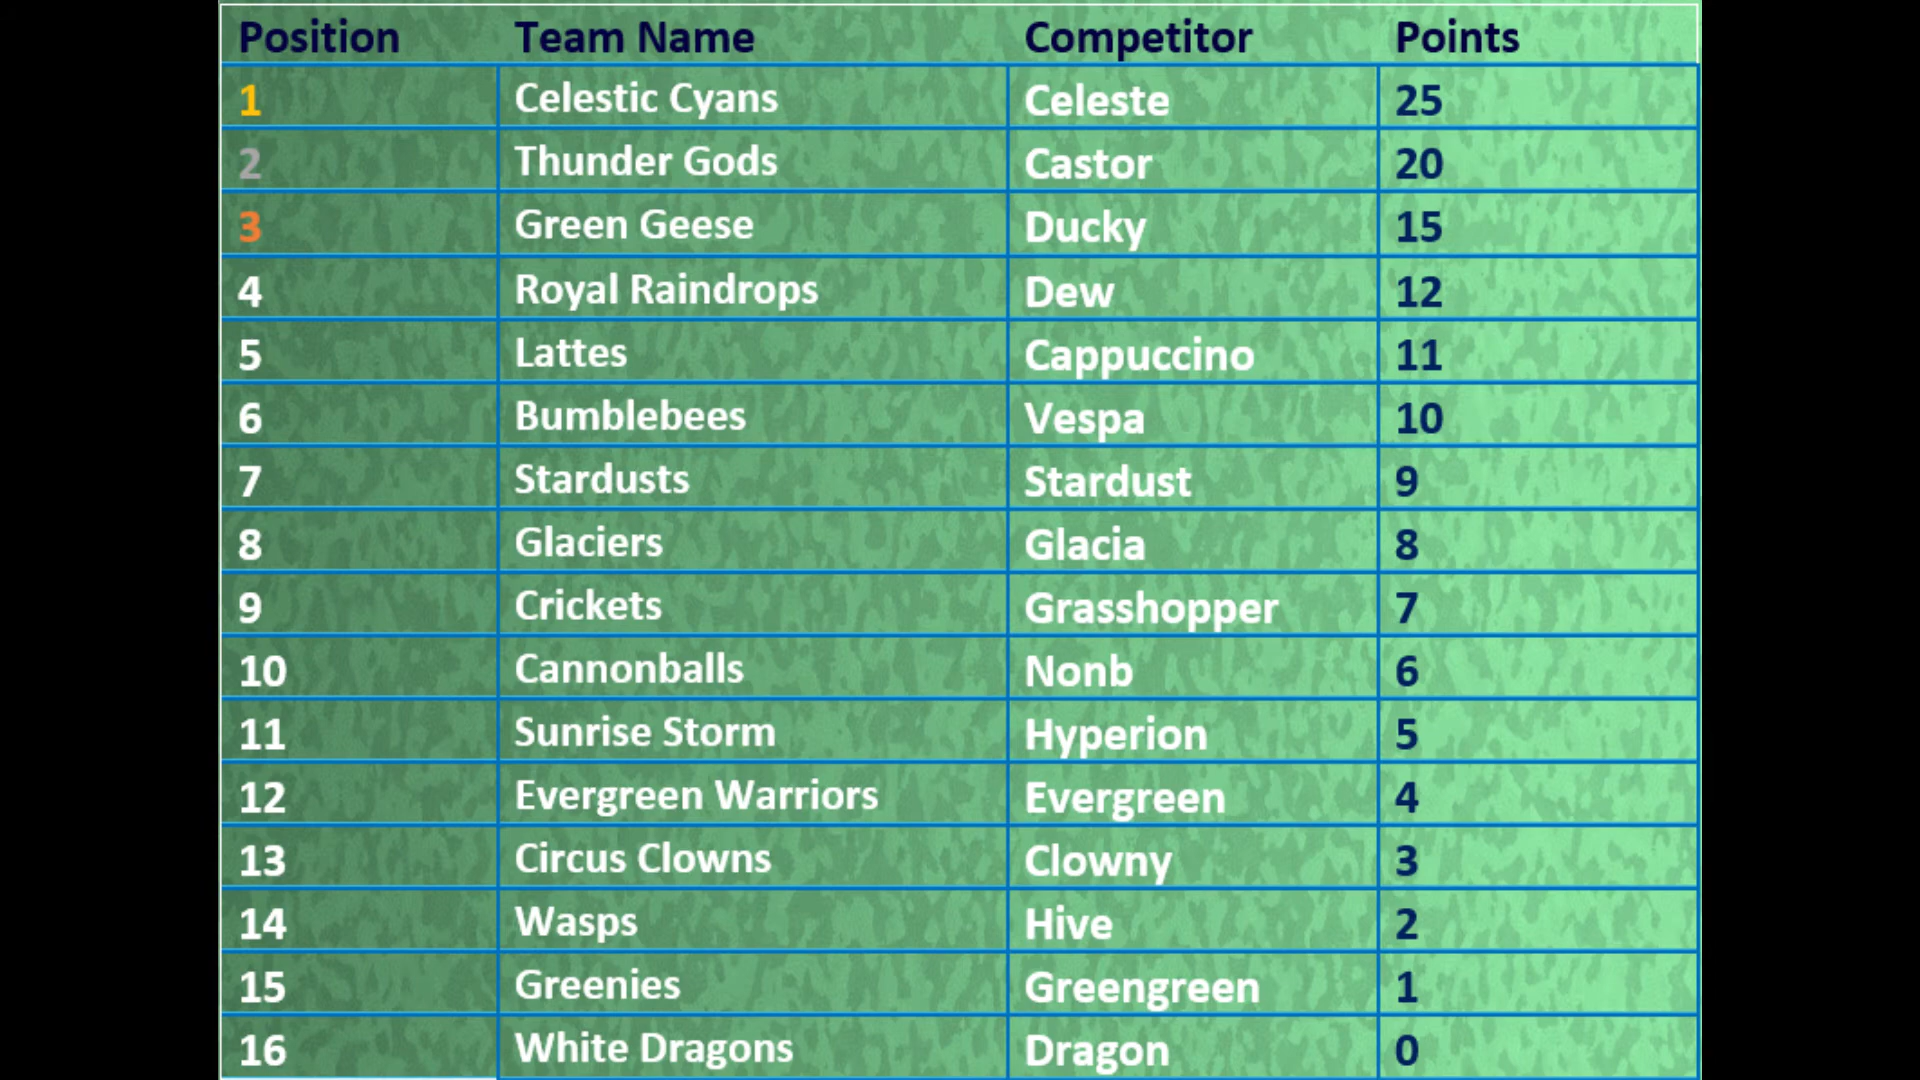 Position Team Name Competitor Points
1 Celestic Cyans Celeste 25
2 Thunder Gods Castor 20
3 Green Geese Ducky 15
4 Royal Raindrops Dew 12
5 Lattes Cappuccino 11
6 Bumblebees Vespa 10
7 Stardusts Stardust 9
8 Glaciers Glacia 8
9 Crickets Grasshopper 7
10 Cannonballs Nonb 6
11 Sunrise Storm Hyperion 5
12 Evergreen Warriors Evergreen 4
13 Circus Clowns Clowny 3
14 Wasps Hive 2
15 Greenies Greengreen 1
16 White Dragons Dragon 0